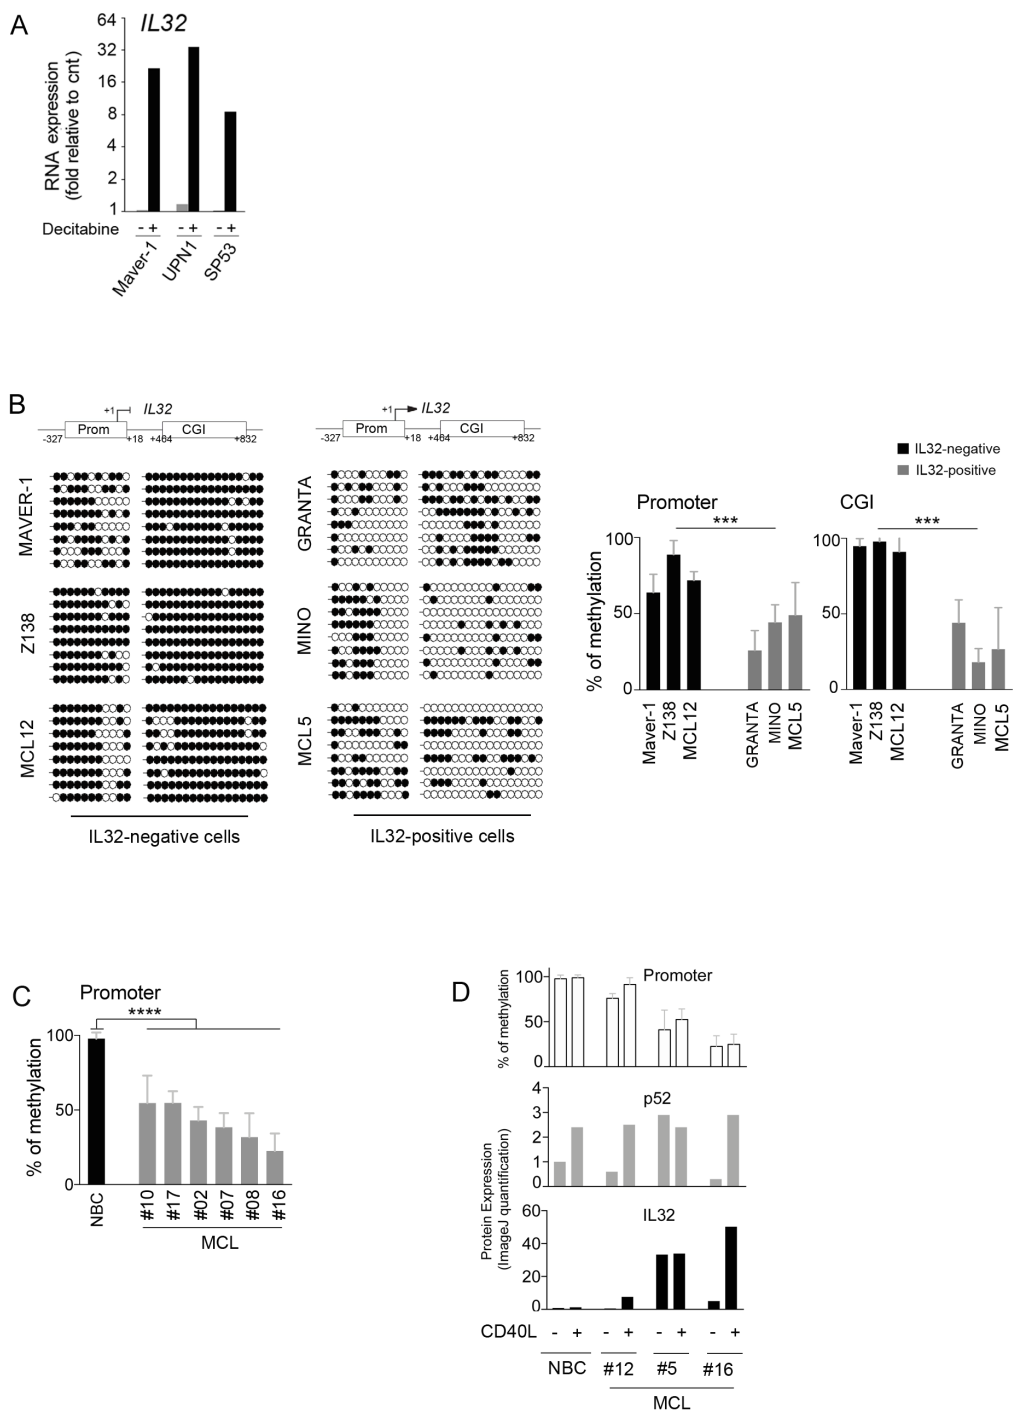 A
IL32
RNA expression
(fold relative to cnt)
64
32
16
8
4
2
1
Decitabine - + - + - +
Maver-1 UPN1 SP53
B
+1 IL32
Prom CGI
-327 +18 +464 +832
+1 IL32
Prom CGI
-327 +18 +464 +832
MAVER-1
Z138
MCL12
IL32-negative cells
GRANTA
MINO
MCL5
IL32-positive cells
IL32-negative
IL32-positive
Promoter
***
% of methylation
100
50
0
Maver-1 Z138 MCL12 GRANTA MINO MCL5
CGI
***
100
50
0
Maver-1 Z138 MCL12 GRANTA MINO MCL5
C
Promoter
****
% of methylation
100
50
0
NBC #10 #17 #02 #07 #08 #16
MCL
D
Promoter
% of methylation
100
50
0
p52
4
3
2
1
0
Protein Expression
(ImageJ quantification)
IL32
60
40
20
0
CD40L - + - + - + - +
NBC #12 #5 #16
MCL